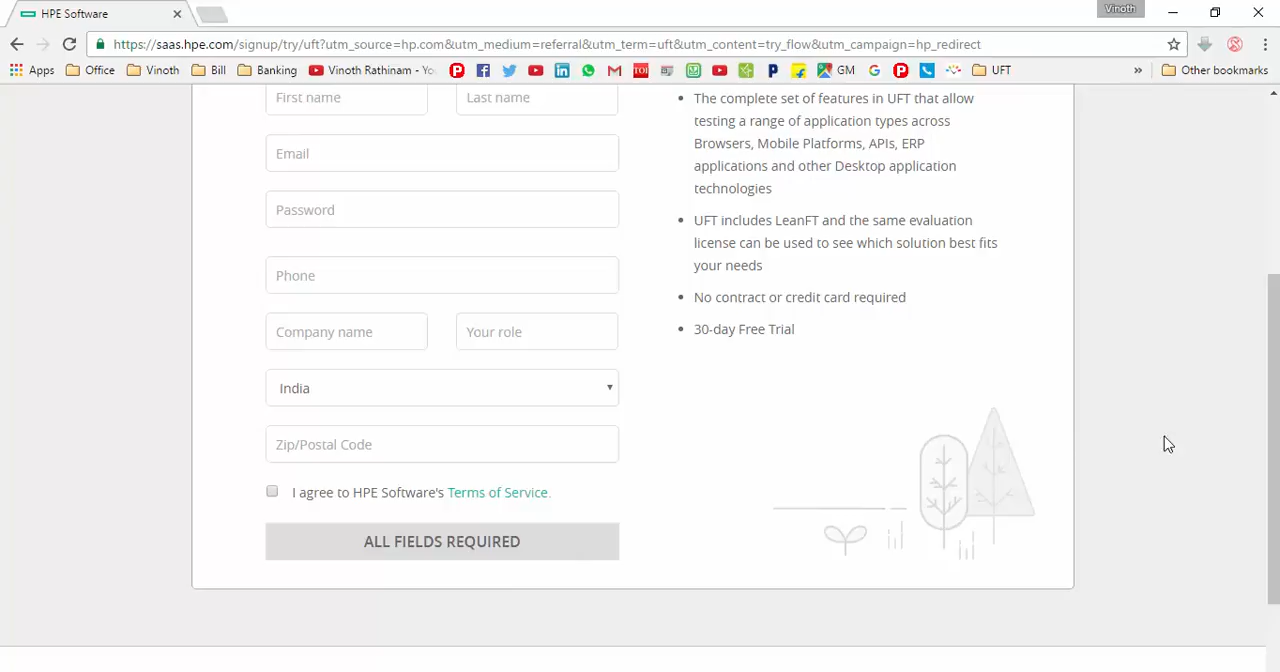 HPE Software
Vinoth
https://saas.hpe.com/signup/try/uft?utm_source=hp.com&utm_medium=referral&utm_term=uft&utm_content=try_flow&utm_campaign=hp_redirect
Apps Office Vinoth Bill Banking Vinoth Rathinam - Yo GM UFT » Other bookmarks
First name Last name
Email
Password
Phone
Company name Your role
India
Zip/Postal Code
I agree to HPE Software's Terms of Service.
ALL FIELDS REQUIRED
• The complete set of features in UFT that allow
testing a range of application types across
Browsers, Mobile Platforms, APIs, ERP
applications and other Desktop application
technologies
• UFT includes LeanFT and the same evaluation
license can be used to see which solution best fits
your needs
• No contract or credit card required
• 30-day Free Trial